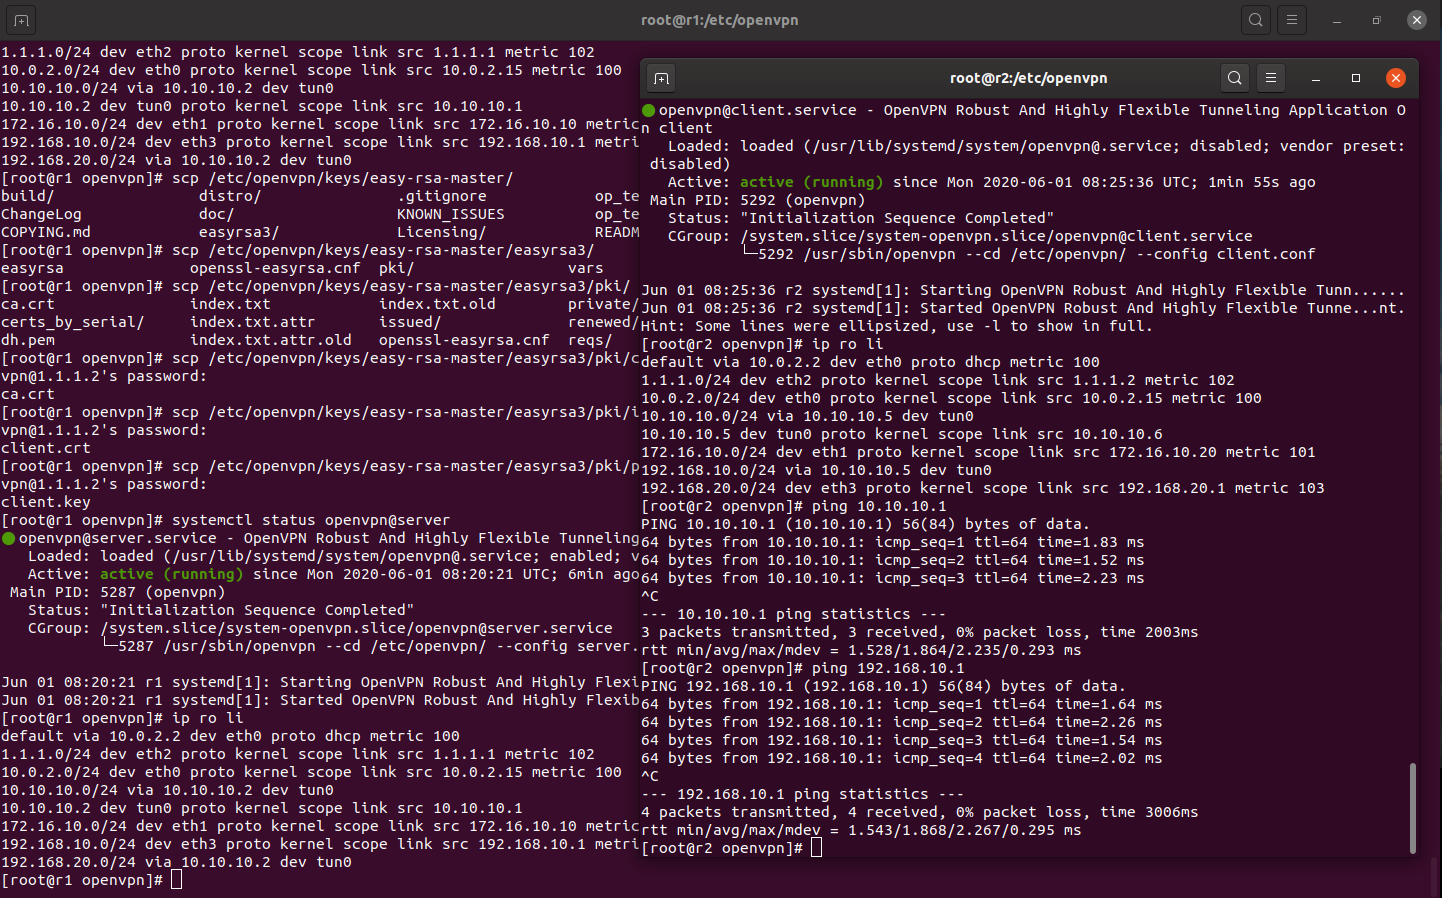 root@r1:/etc/openvpn
1.1.1.0/24 dev eth2 proto kernel scope link src 1.1.1.1 metric 102
10.0.2.0/24 dev eth0 proto kernel scope link src 10.0.2.15 metric 100
10.10.10.0/24 via 10.10.10.2 dev tun0
10.10.10.2 dev tun0 proto kernel scope link src 10.10.10.1
172.16.10.0/24 dev eth1 proto kernel scope link src 172.16.10.10 metric
192.168.10.0/24 dev eth3 proto kernel scope link src 192.168.10.1 metri
192.168.20.0/24 via 10.10.10.2 dev tun0
[root@r1 openvpn]# scp /etc/openvpn/keys/easy-rsa-master/
build/ distro/ .gitignore op_te
ChangeLog doc/ KNOWN_ISSUES op_te
COPYING.md easyrsa3/ Licensing/ READM
[root@r1 openvpn]# scp /etc/openvpn/keys/easy-rsa-master/easyrsa3/
easyrsa openssl-easyrsa.cnf pki/ vars
[root@r1 openvpn]# scp /etc/openvpn/keys/easy-rsa-master/easyrsa3/pki/
ca.crt index.txt index.txt.old private/
certs_by_serial/ index.txt.attr issued/ renewed/
dh.pem index.txt.attr.old openssl-easyrsa.cnf reqs/
[root@r1 openvpn]# scp /etc/openvpn/keys/easy-rsa-master/easyrsa3/pki/c
vpn@1.1.1.2's password:
ca.crt
[root@r1 openvpn]# scp /etc/openvpn/keys/easy-rsa-master/easyrsa3/pki/i
vpn@1.1.1.2's password:
client.crt
[root@r1 openvpn]# scp /etc/openvpn/keys/easy-rsa-master/easyrsa3/pki/p
vpn@1.1.1.2's password:
client.key
[root@r1 openvpn]# systemctl status openvpn@server
● openvpn@server.service - OpenVPN Robust And Highly Flexible Tunneling
Loaded: loaded (/usr/lib/systemd/system/openvpn@.service; enabled; v
Active: active (running) since Mon 2020-06-01 08:20:21 UTC; 6min ago
Main PID: 5287 (openvpn)
Status: "Initialization Sequence Completed"
CGroup: /system.slice/system-openvpn.slice/openvpn@server.service
└─5287 /usr/sbin/openvpn --cd /etc/openvpn/ --config server.
Jun 01 08:20:21 r1 systemd[1]: Starting OpenVPN Robust And Highly Flexi
Jun 01 08:20:21 r1 systemd[1]: Started OpenVPN Robust And Highly Flexib
[root@r1 openvpn]# ip ro li
default via 10.0.2.2 dev eth0 proto dhcp metric 100
1.1.1.0/24 dev eth2 proto kernel scope link src 1.1.1.1 metric 102
10.0.2.0/24 dev eth0 proto kernel scope link src 10.0.2.15 metric 100
10.10.10.0/24 via 10.10.10.2 dev tun0
10.10.10.2 dev tun0 proto kernel scope link src 10.10.10.1
172.16.10.0/24 dev eth1 proto kernel scope link src 172.16.10.10 metric
192.168.10.0/24 dev eth3 proto kernel scope link src 192.168.10.1 metri
192.168.20.0/24 via 10.10.10.2 dev tun0
[root@r1 openvpn]#
root@r2:/etc/openvpn
● openvpn@client.service - OpenVPN Robust And Highly Flexible Tunneling Application O
n client
Loaded: loaded (/usr/lib/systemd/system/openvpn@.service; disabled; vendor preset:
disabled)
Active: active (running) since Mon 2020-06-01 08:25:36 UTC; 1min 55s ago
Main PID: 5292 (openvpn)
Status: "Initialization Sequence Completed"
CGroup: /system.slice/system-openvpn.slice/openvpn@client.service
└─5292 /usr/sbin/openvpn --cd /etc/openvpn/ --config client.conf
Jun 01 08:25:36 r2 systemd[1]: Starting OpenVPN Robust And Highly Flexible Tunn......
Jun 01 08:25:36 r2 systemd[1]: Started OpenVPN Robust And Highly Flexible Tunne...nt.
Hint: Some lines were ellipsized, use -l to show in full.
[root@r2 openvpn]# ip ro li
default via 10.0.2.2 dev eth0 proto dhcp metric 100
1.1.1.0/24 dev eth2 proto kernel scope link src 1.1.1.2 metric 102
10.0.2.0/24 dev eth0 proto kernel scope link src 10.0.2.15 metric 100
10.10.10.0/24 via 10.10.10.5 dev tun0
10.10.10.5 dev tun0 proto kernel scope link src 10.10.10.6
172.16.10.0/24 dev eth1 proto kernel scope link src 172.16.10.20 metric 101
192.168.10.0/24 via 10.10.10.5 dev tun0
192.168.20.0/24 dev eth3 proto kernel scope link src 192.168.20.1 metric 103
[root@r2 openvpn]# ping 10.10.10.1
PING 10.10.10.1 (10.10.10.1) 56(84) bytes of data.
64 bytes from 10.10.10.1: icmp_seq=1 ttl=64 time=1.83 ms
64 bytes from 10.10.10.1: icmp_seq=2 ttl=64 time=1.52 ms
64 bytes from 10.10.10.1: icmp_seq=3 ttl=64 time=2.23 ms
^C
--- 10.10.10.1 ping statistics ---
3 packets transmitted, 3 received, 0% packet loss, time 2003ms
rtt min/avg/max/mdev = 1.528/1.864/2.235/0.293 ms
[root@r2 openvpn]# ping 192.168.10.1
PING 192.168.10.1 (192.168.10.1) 56(84) bytes of data.
64 bytes from 192.168.10.1: icmp_seq=1 ttl=64 time=1.64 ms
64 bytes from 192.168.10.1: icmp_seq=2 ttl=64 time=2.26 ms
64 bytes from 192.168.10.1: icmp_seq=3 ttl=64 time=1.54 ms
64 bytes from 192.168.10.1: icmp_seq=4 ttl=64 time=2.02 ms
^C
--- 192.168.10.1 ping statistics ---
4 packets transmitted, 4 received, 0% packet loss, time 3006ms
rtt min/avg/max/mdev = 1.543/1.868/2.267/0.295 ms
[root@r2 openvpn]#